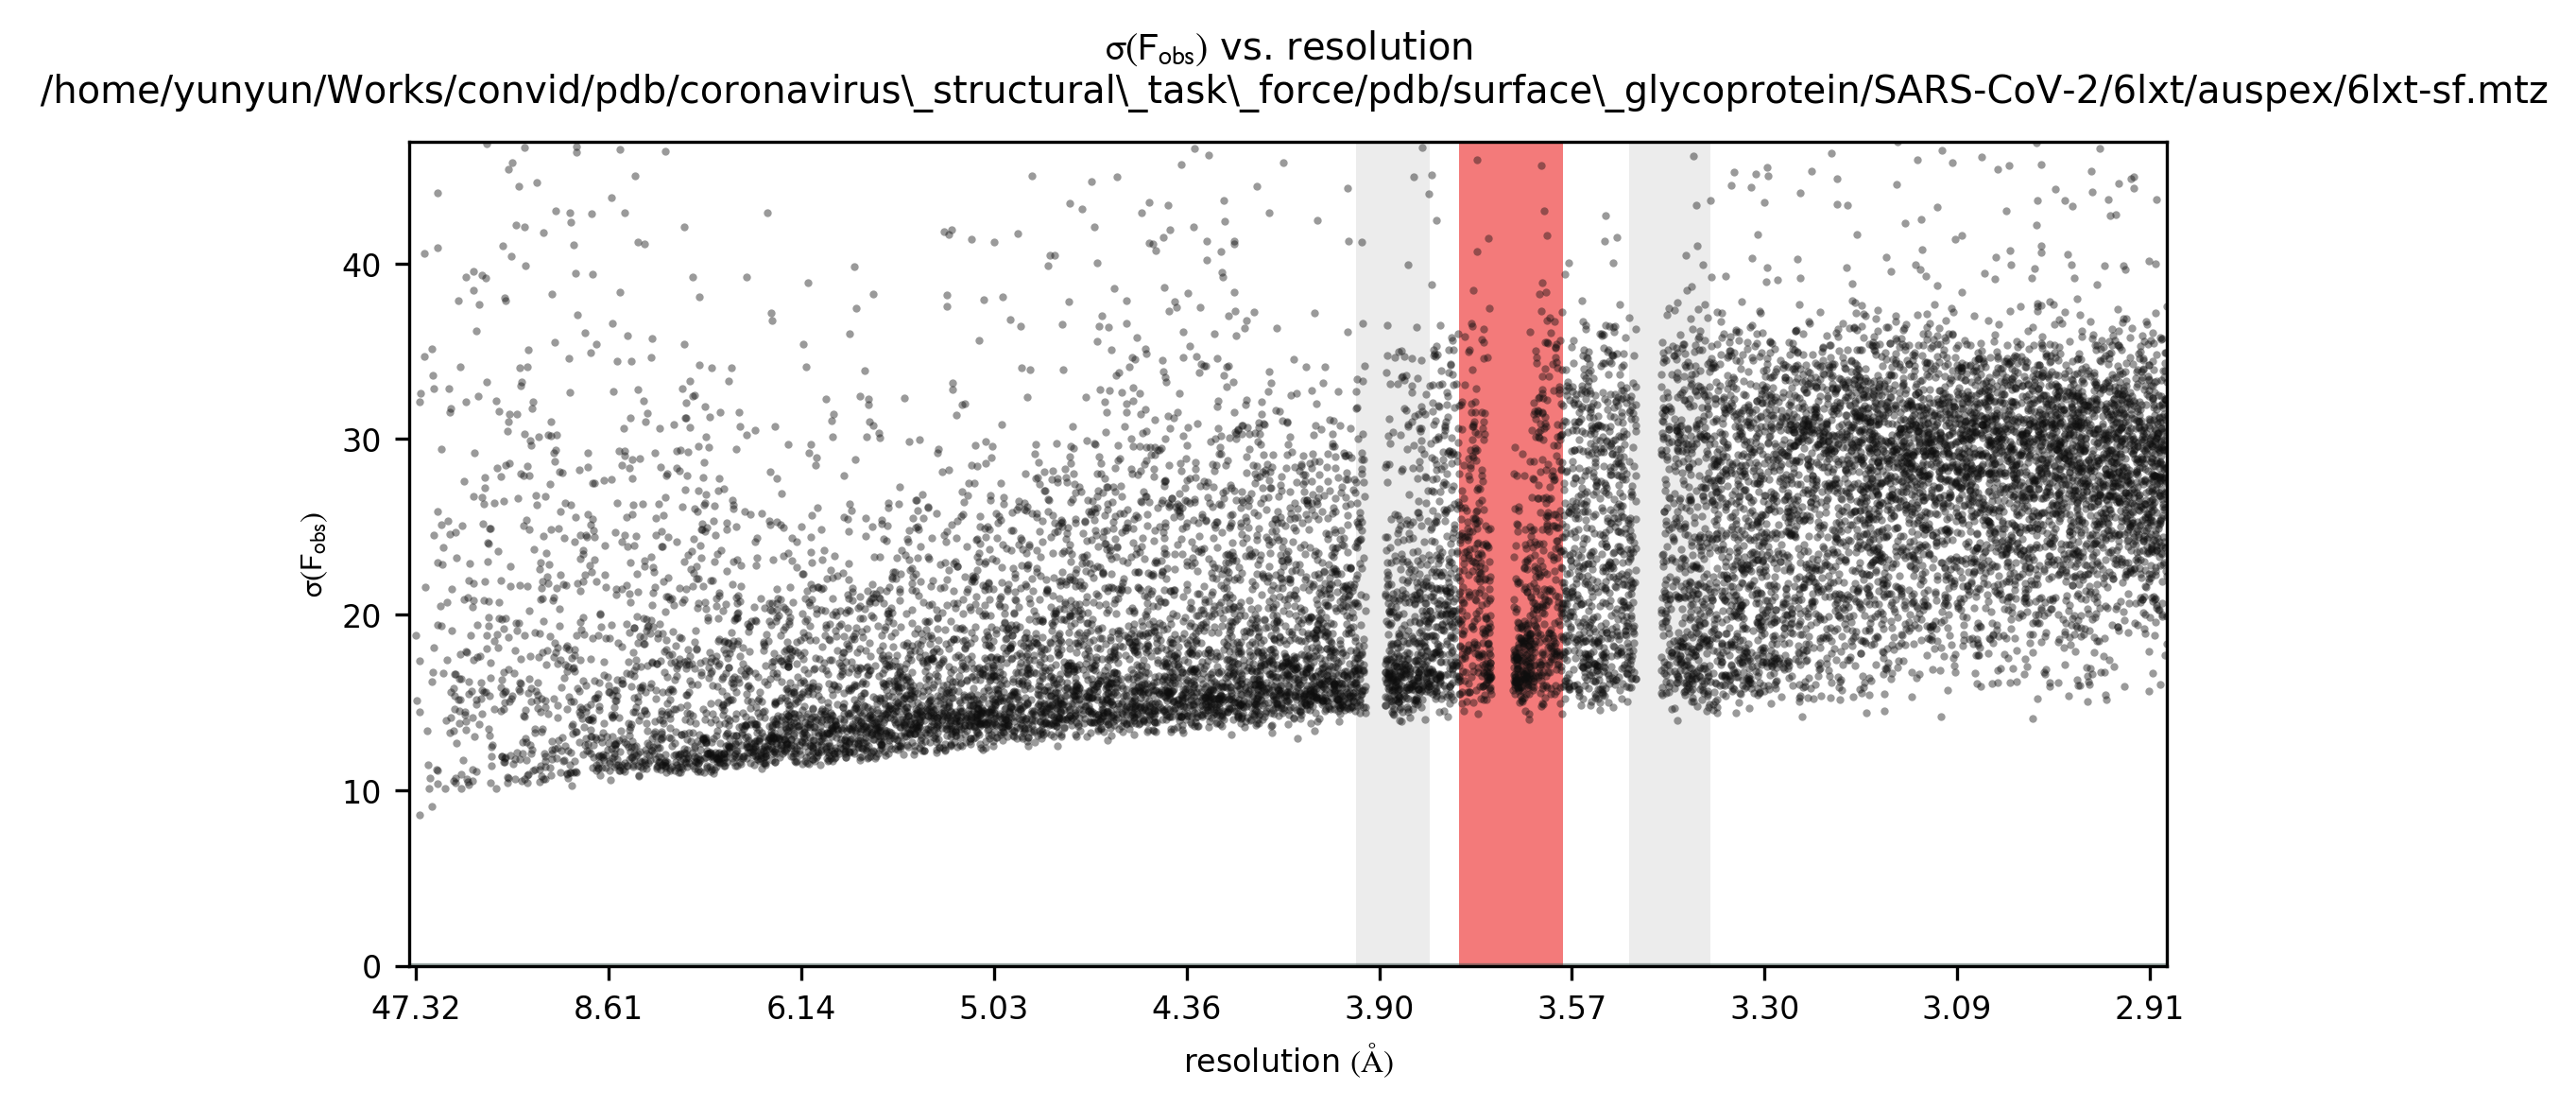 σ(Fobs) vs. resolution
/home/yunyun/Works/convid/pdb/coronavirus\_structural\_task\_force/pdb/surface\_glycoprotein/SARS-CoV-2/6lxt/auspex/6lxt-sf.mtz
σ(Fobs)
40
30
20
10
0
47.32 8.61 6.14 5.03 4.36 3.90 3.57 3.30 3.09 2.91
resolution (Å)